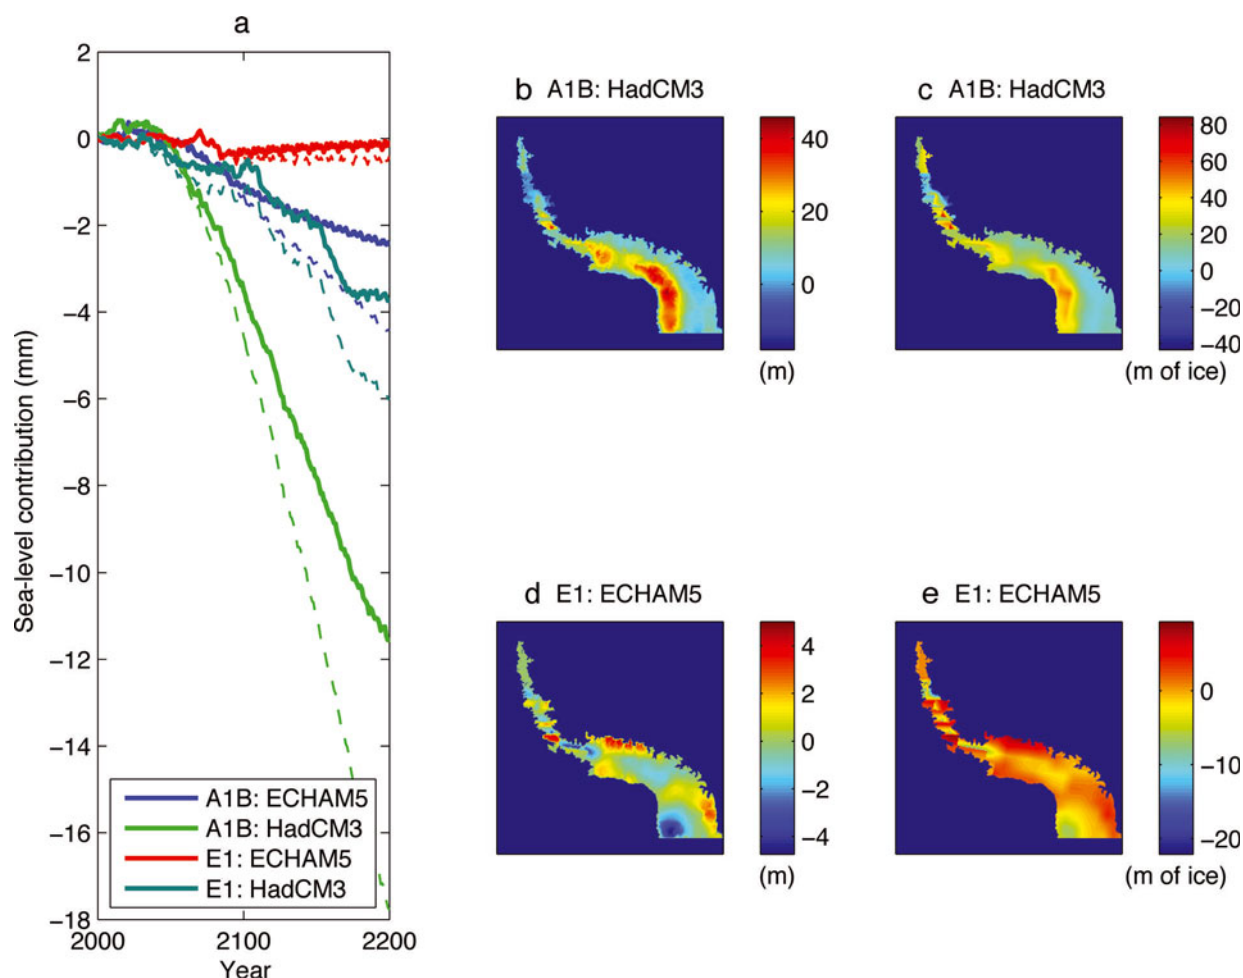 a
2
0
−2
−4
−6
−8
−10
−12
−14
−16
−18
2000 2100 2200
Year
Sea-level contribution (mm)
A1B: ECHAM5
A1B: HadCM3
E1: ECHAM5
E1: HadCM3
b A1B: HadCM3
40
20
0
(m)
c A1B: HadCM3
80
60
40
20
0
−20
−40
(m of ice)
d E1: ECHAM5
4
2
0
−2
−4
(m)
e E1: ECHAM5
0
−10
−20
(m of ice)